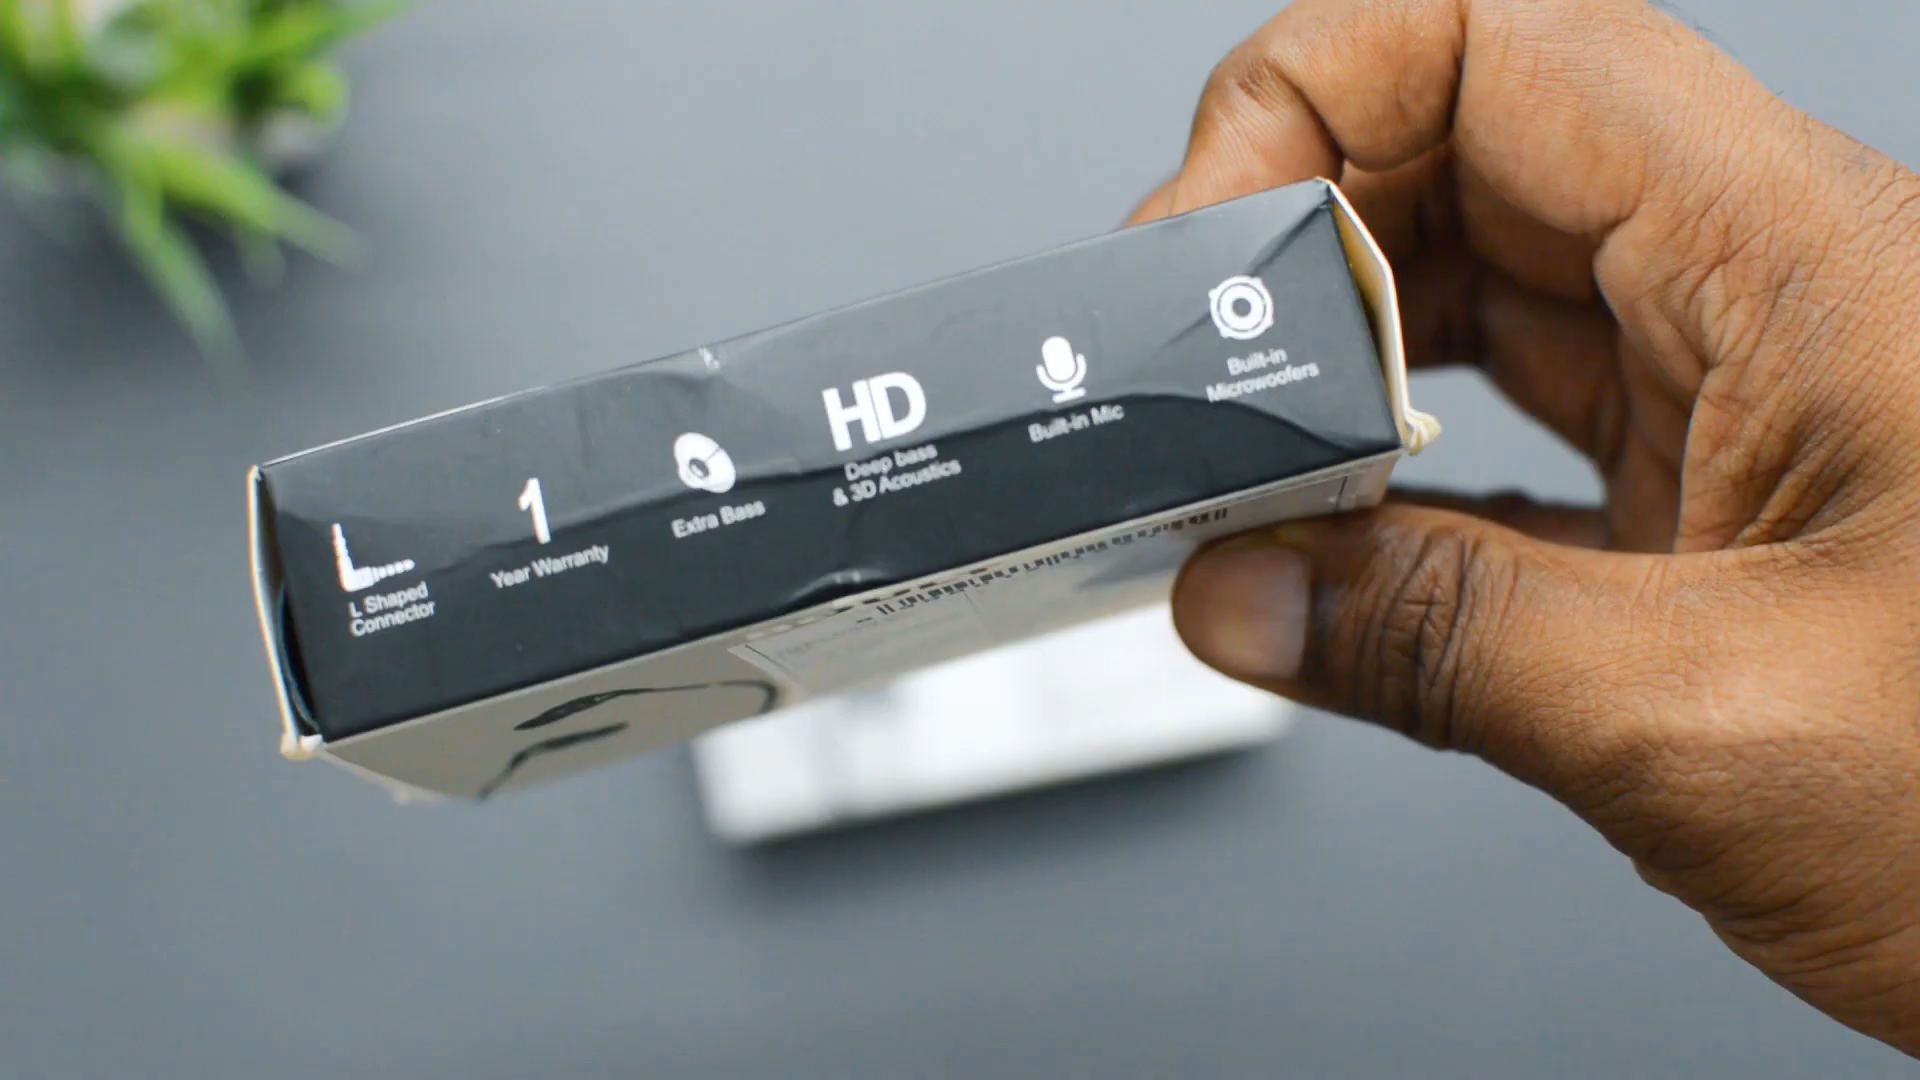 L Shaped
Connector
1
Year Warranty
Extra Bass
HD
Deep bass
& 3D Acoustics
Built-in Mic
Built-in
Microwoofers